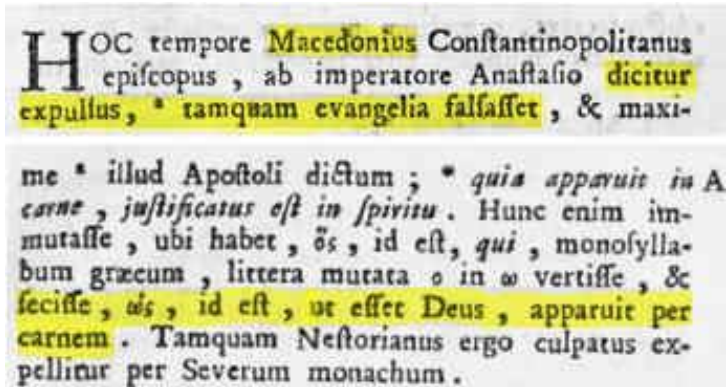 HOC tempore Macedonius Conſtantinopolitanus
epiſcopus , ab imperatore Anaſtaſio dicitur
expulſus, * tamquam evangelia falſaſſet , & maxi-
me * illud Apoſtoli dictum ; * quia apparuit in A
carne , juſtificatus eſt in ſpiritu . Hunc enim im-
mutaſſe , ubi habet , ὅς , id eſt, qui , monoſylla-
bum græcum , littera mutata o in ω vertiſſe , &
feciſſe , ὡς , id eſt , ut eſſet Deus , apparuit per
carnem . Tamquam Neſtorianus ergo culpatus ex-
pellitur per Severum monachum .